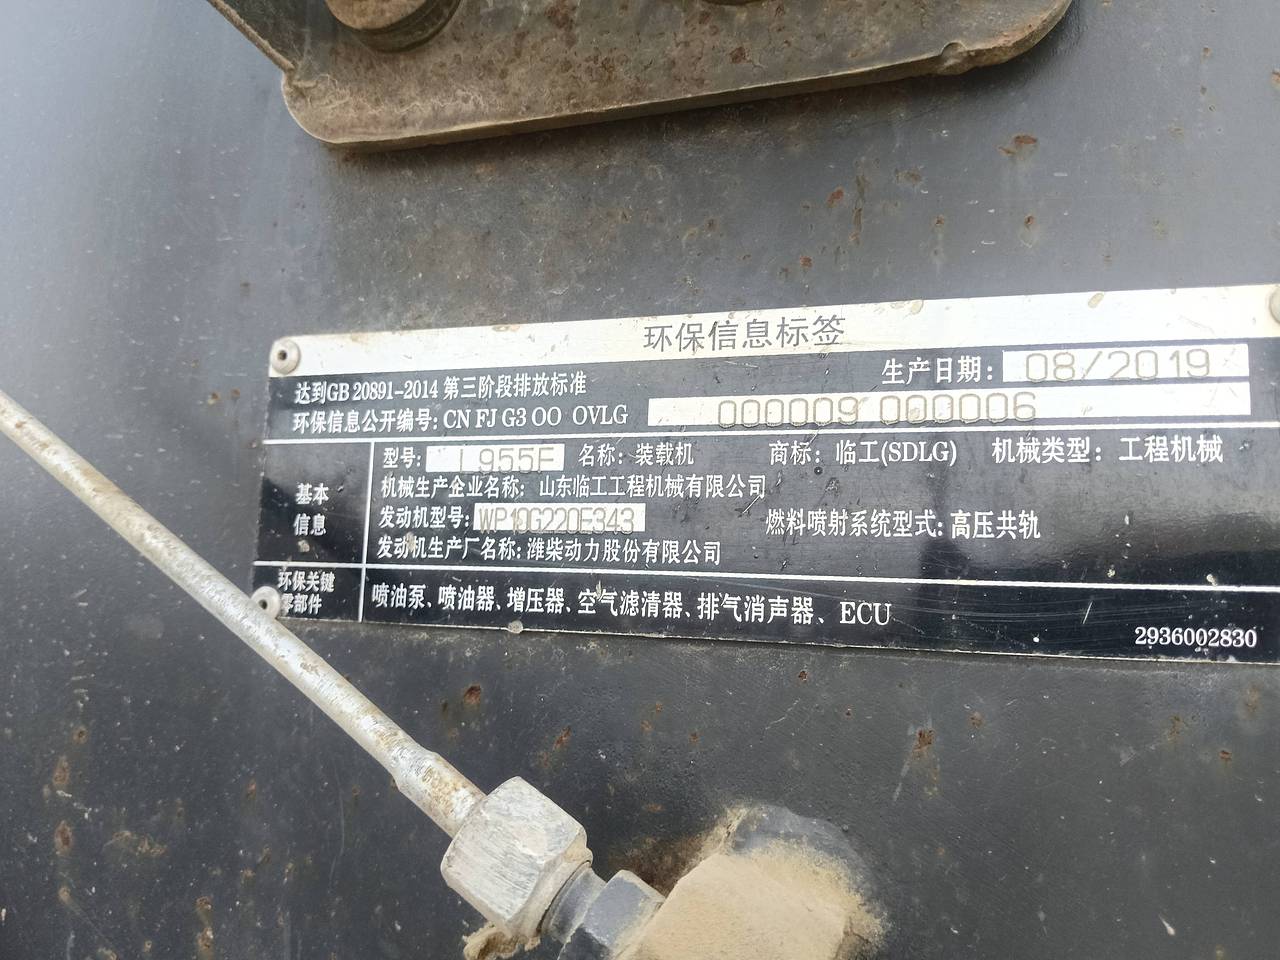 环保信息标签
达到GB 20891-2014 第三阶段排放标准
生产日期: 08/2019
环保信息公开编号: CN FJ G3 OO OVLG 000009 000006
基本信息
型号: L955F 名称: 装载机 商标: 临工(SDLG) 机械类型: 工程机械
机械生产企业名称: 山东临工工程机械有限公司
发动机型号: WP10G220E343 燃料喷射系统型式: 高压共轨
发动机生产厂名称: 潍柴动力股份有限公司
环保关键零部件
喷油泵、喷油器、增压器、空气滤清器、排气消声器、ECU
2936002830